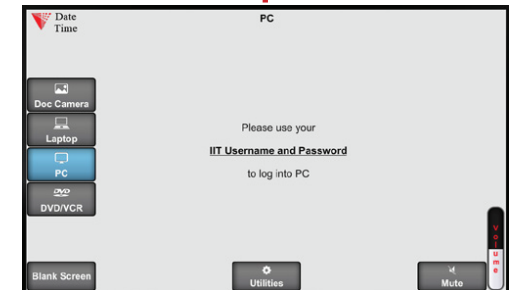 Date
Time
PC
Doc Camera
Laptop
PC
DVD
DVD/VCR
Please use your
IIT Username and Password
to log into PC
Blank Screen
Utilities
Mute
Volume